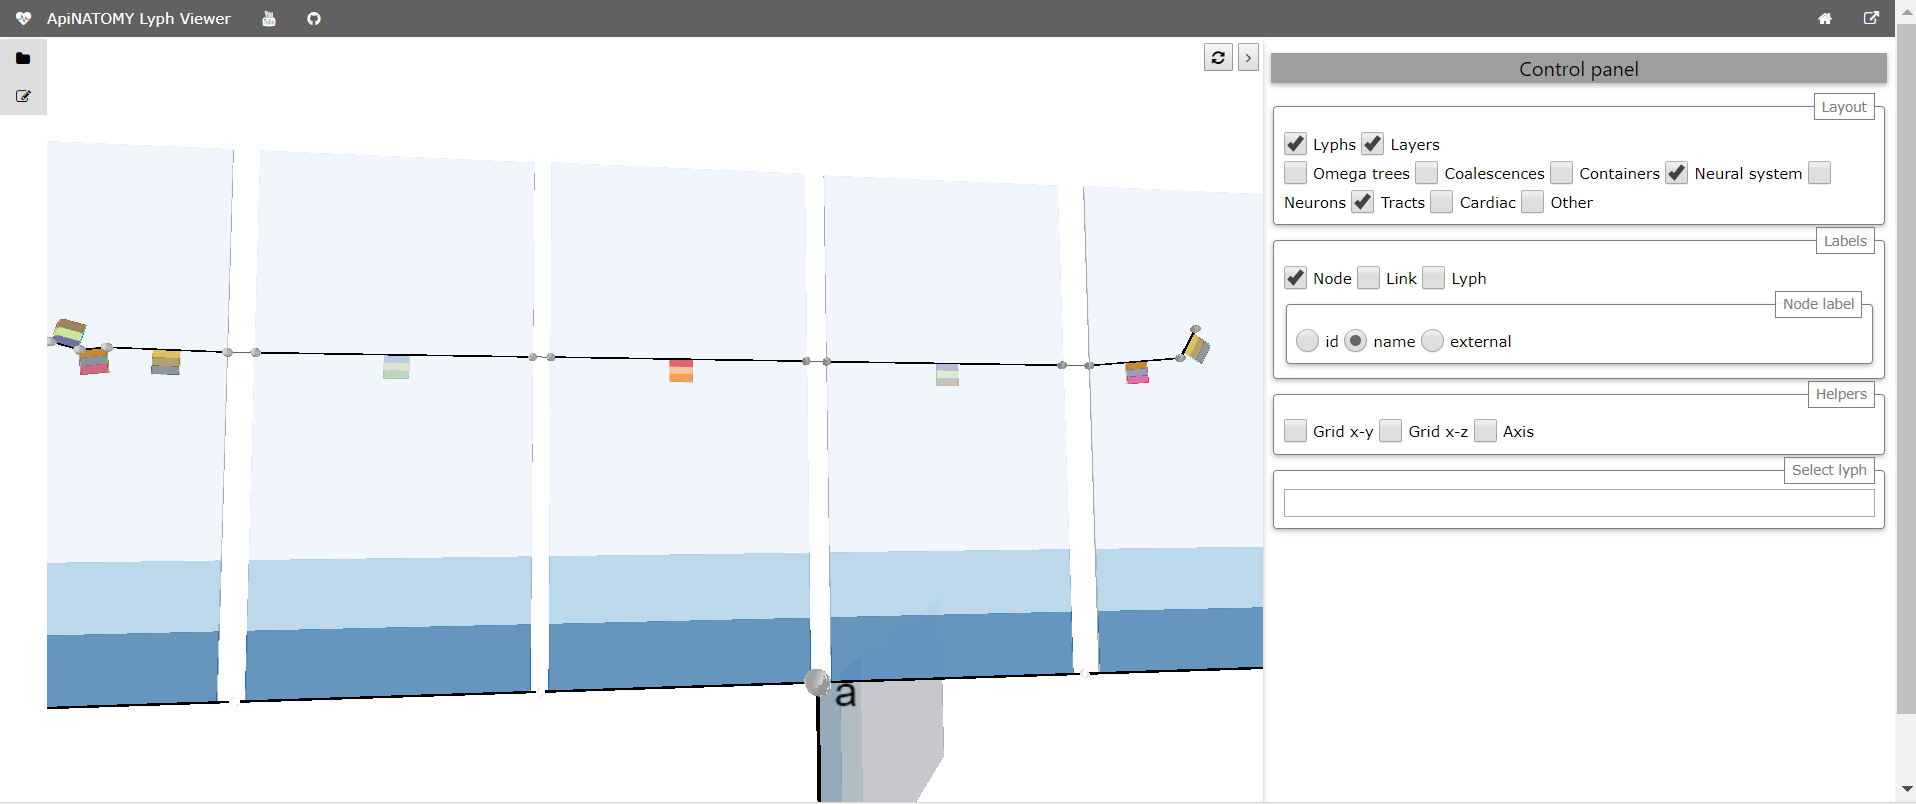 ApiNATOMY Lyph Viewer
a
Control panel
Layout
Lyphs Layers
Omega trees Coalescences Containers Neural system
Neurons Tracts Cardiac Other
Labels
Node Link Lyph
Node label
id name external
Helpers
Grid x-y Grid x-z Axis
Select lyph